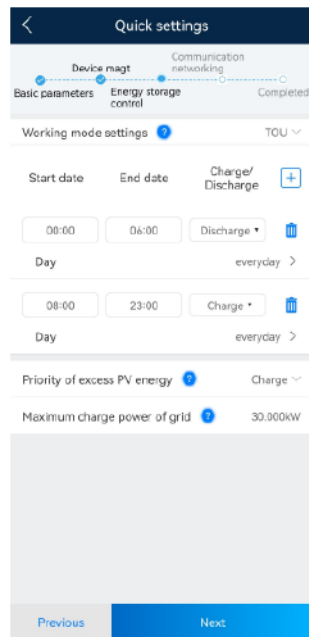 Quick settings
Communication
Device magt networking
Basic parameters Energy storage Completed
control
Working mode settings ? TOU
Start date End date Charge/
Discharge
00:00 06:00 Discharge
Day everyday
08:00 23:00 Charge
Day everyday
Priority of excess PV energy ? Charge
Maximum charge power of grid ? 30.000kW
Previous Next